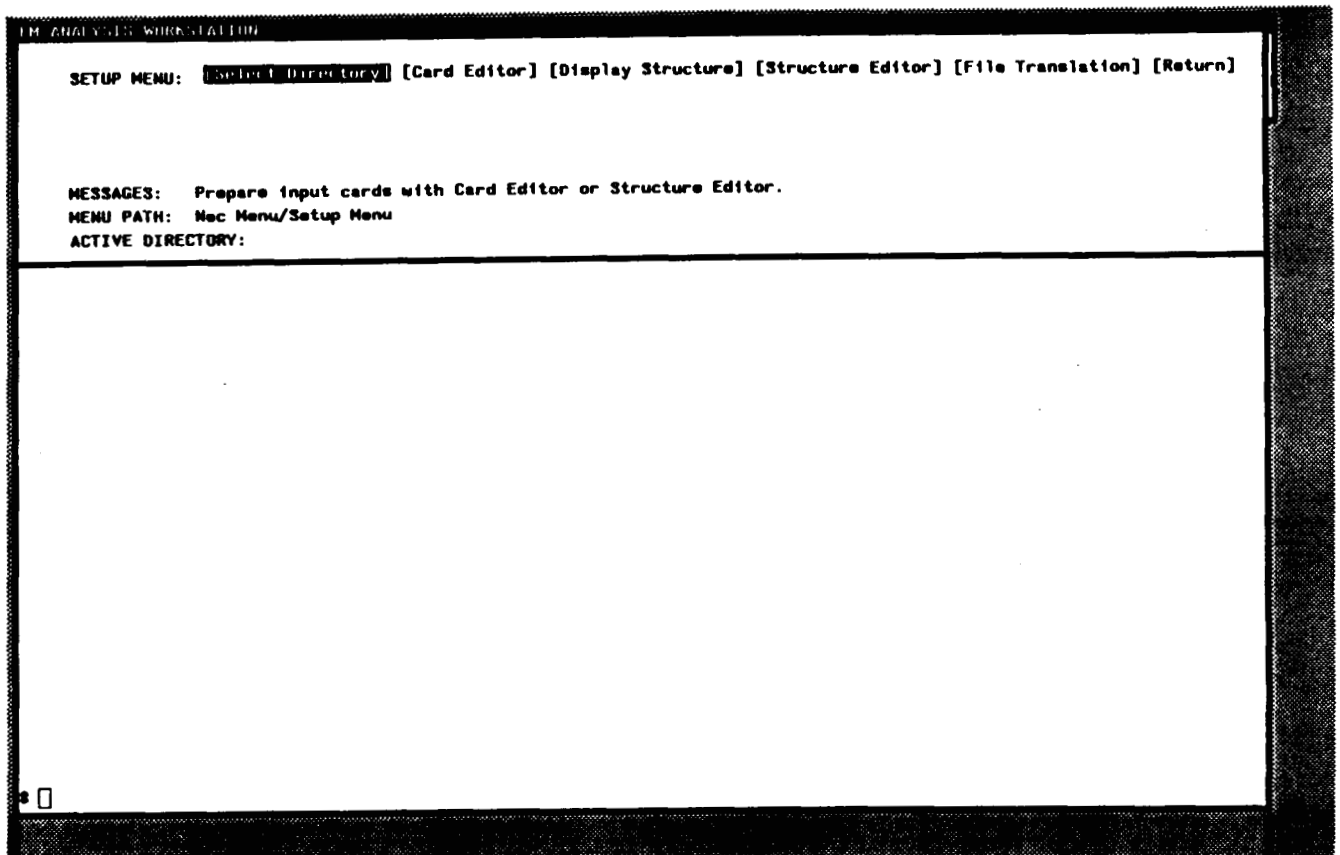 EM ANALYSIS WORKSTATION
SETUP MENU: [Select Directory] [Card Editor] [Display Structure] [Structure Editor] [File Translation] [Return]
MESSAGES: Prepare input cards with Card Editor or Structure Editor.
MENU PATH: Nec Menu/Setup Menu
ACTIVE DIRECTORY:
$